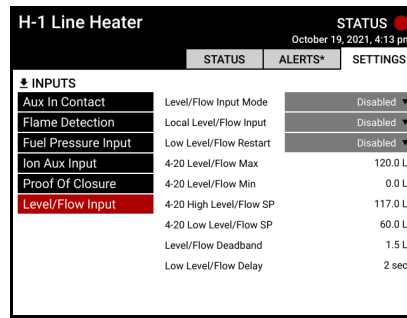 H-1 Line Heater
STATUS
October 19, 2021, 4:13 pm
STATUS ALERTS* SETTINGS
INPUTS
Aux In Contact
Flame Detection
Fuel Pressure Input
Ion Aux Input
Proof Of Closure
Level/Flow Input
Level/Flow Input Mode Disabled
Local Level/Flow Input Disabled
Low Level/Flow Restart Disabled
4-20 Level/Flow Max 120.0 L
4-20 Level/Flow Min 0.0 L
4-20 High Level/Flow SP 117.0 L
4-20 Low Level/Flow SP 60.0 L
Level/Flow Deadband 1.5 L
Low Level/Flow Delay 2 sec